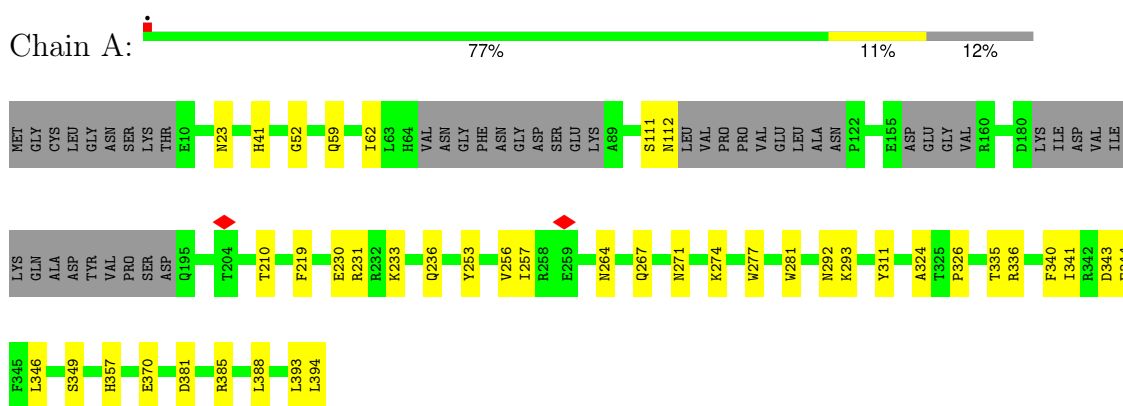 Chain A:
77% 11% 12%
MET GLY CYS LEU GLY ASN SER LYS THR E10 N23 H41 G52 Q59 I62 L63 H64 VAL ASN GLY PHE ASN GLY ASP SER GLU LYS A89 S111 N112 LEU VAL PRO PRO VAL GLU LEU ALA ASN P122 E155 ASP GLU GLY VAL R160 D180 LYS ILE ASP VAL ILE
LYS GLN ALA ASP TYR VAL PRO SER ASP Q195 T204 T210 F219 E230 R231 R232 K233 Q236 Y253 V256 I257 R258 E259 N264 Q267 N271 K274 W277 W281 N292 K293 Y311 A324 T325 P326 T335 R336 F340 I341 R342 D343
F345 L346 S349 H357 E370 D381 R385 L388 L393 L394